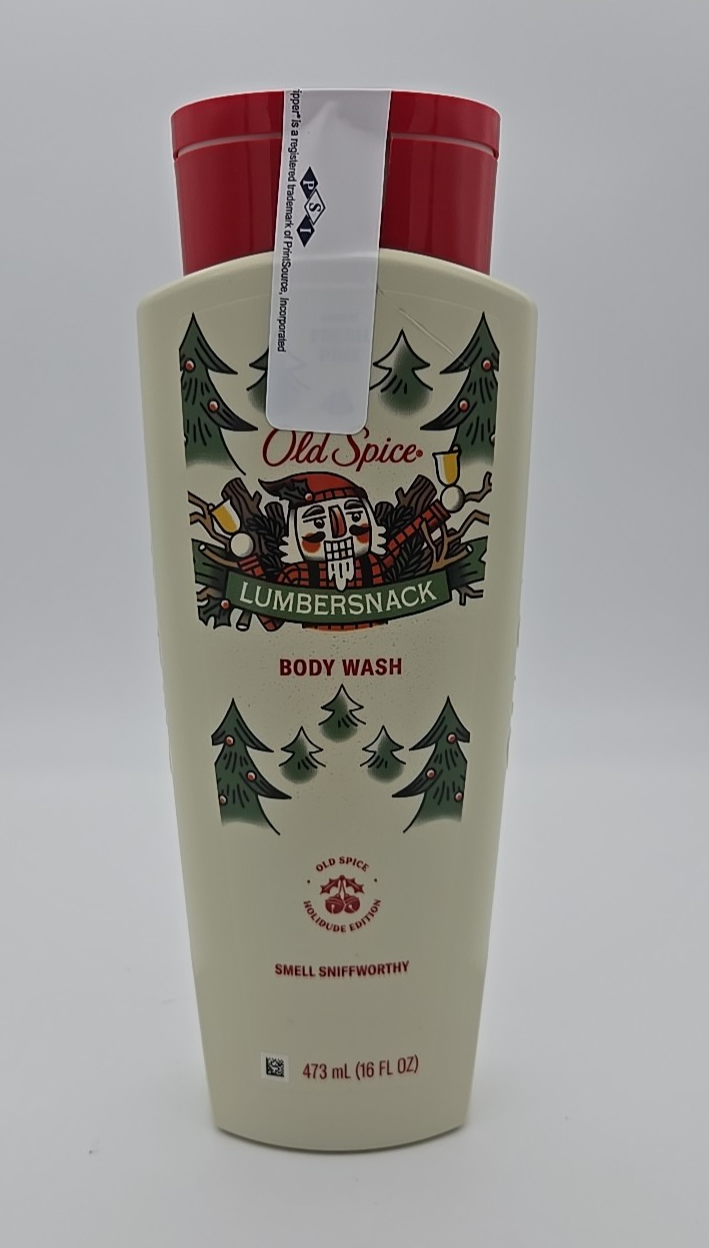 ipper® is a registered trademark of PrintSource, Incorporated
PSI
Old Spice
LUMBERSNACK
BODY WASH
OLD SPICE
HOLIDUDE EDITION
SMELL SNIFFWORTHY
473 mL (16 FL OZ)